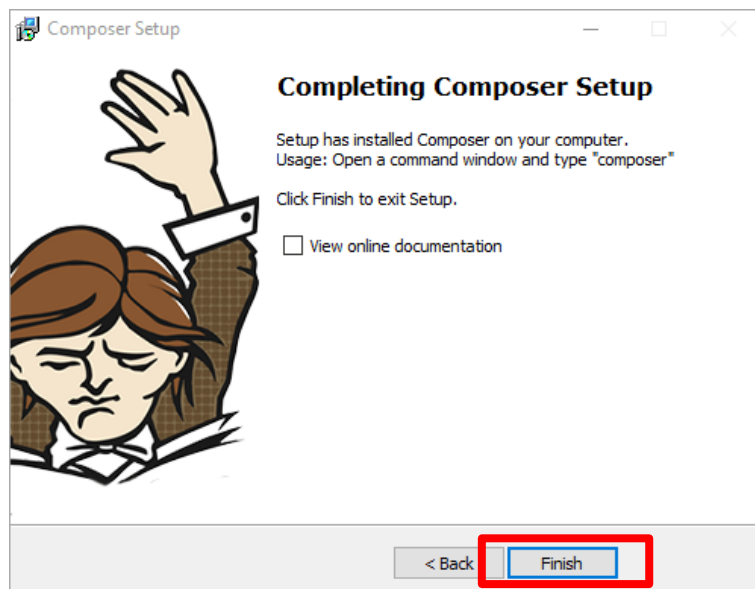 Composer Setup
Completing Composer Setup
Setup has installed Composer on your computer.
Usage: Open a command window and type "composer"
Click Finish to exit Setup.
View online documentation
< Back
Finish